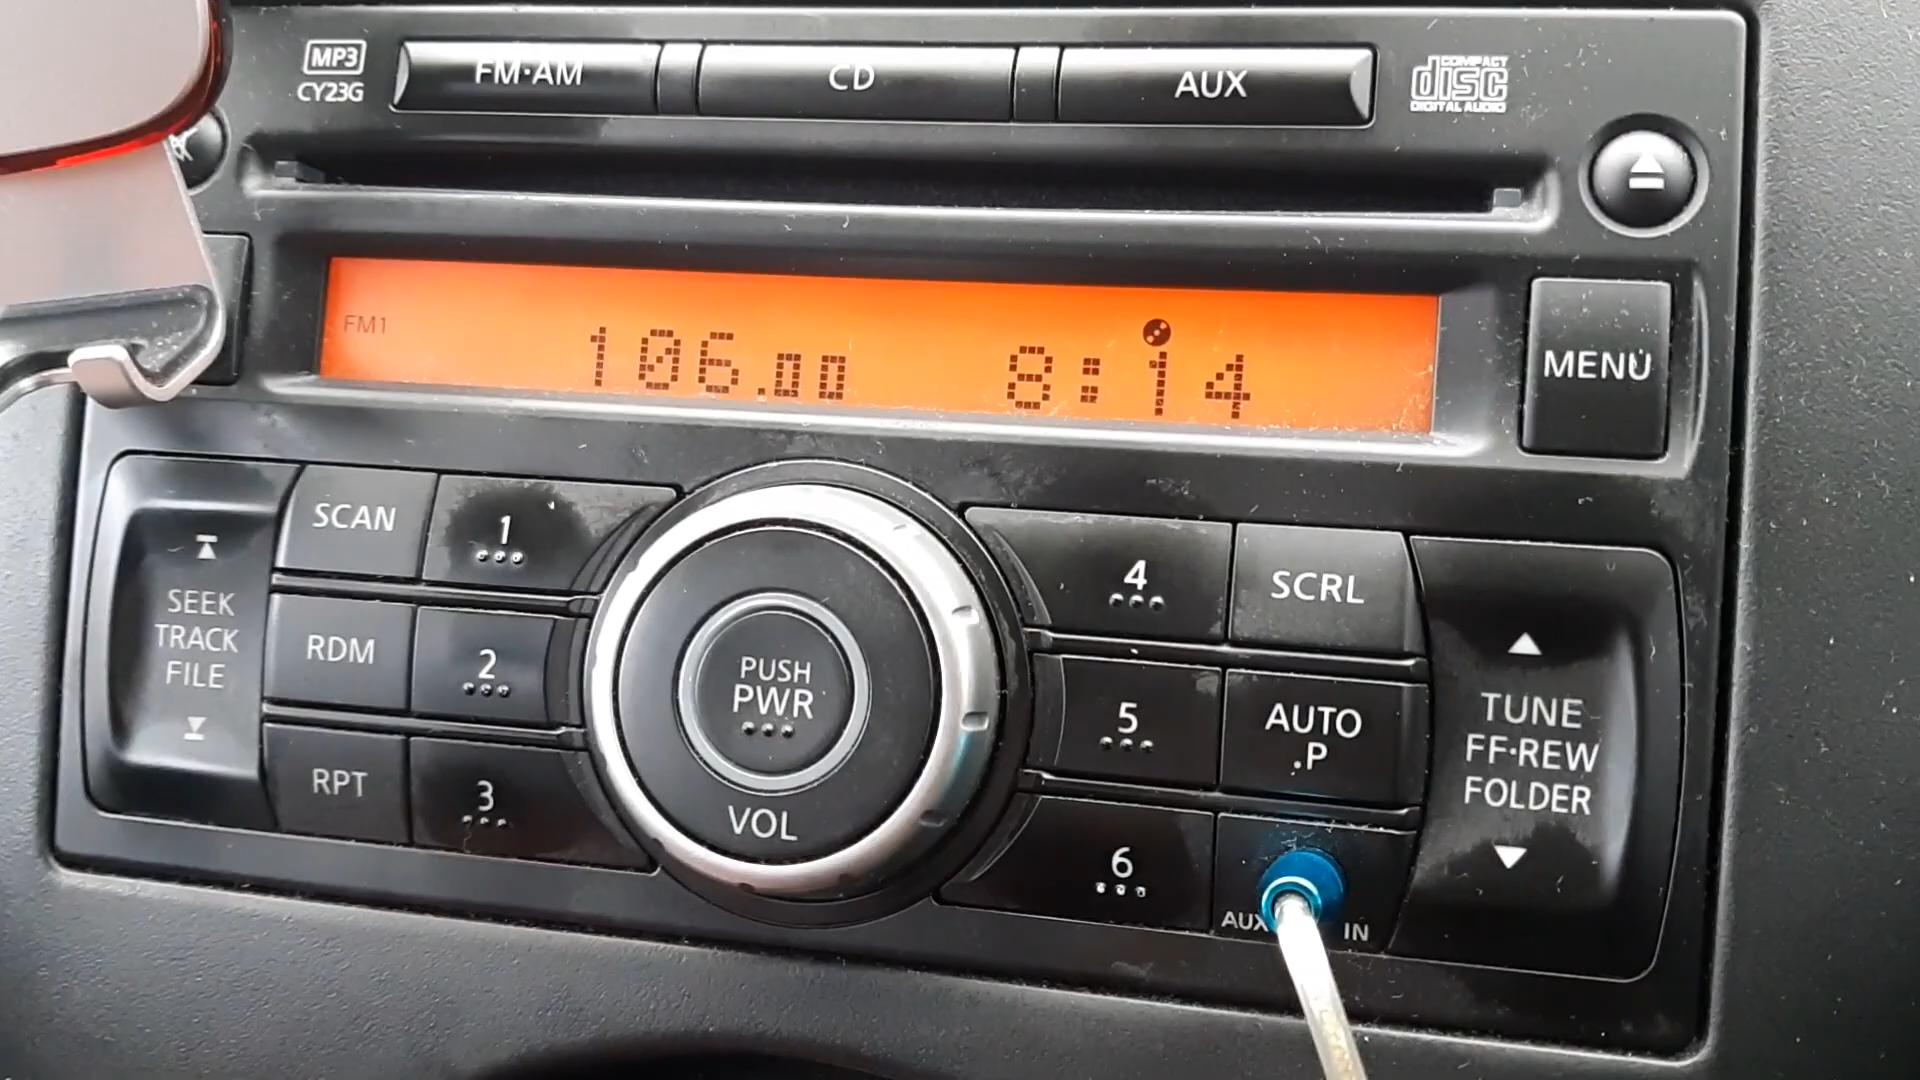 MP3
CY23G
FM·AM
CD
AUX
COMPACT
disc
DIGITAL AUDIO
FM1
106.00
8:14
MENU
SEEK
TRACK
FILE
SCAN
1
RDM
2
RPT
3
PUSH
PWR
VOL
4
SCRL
5
AUTO
.P
6
AUX IN
TUNE
FF·REW
FOLDER